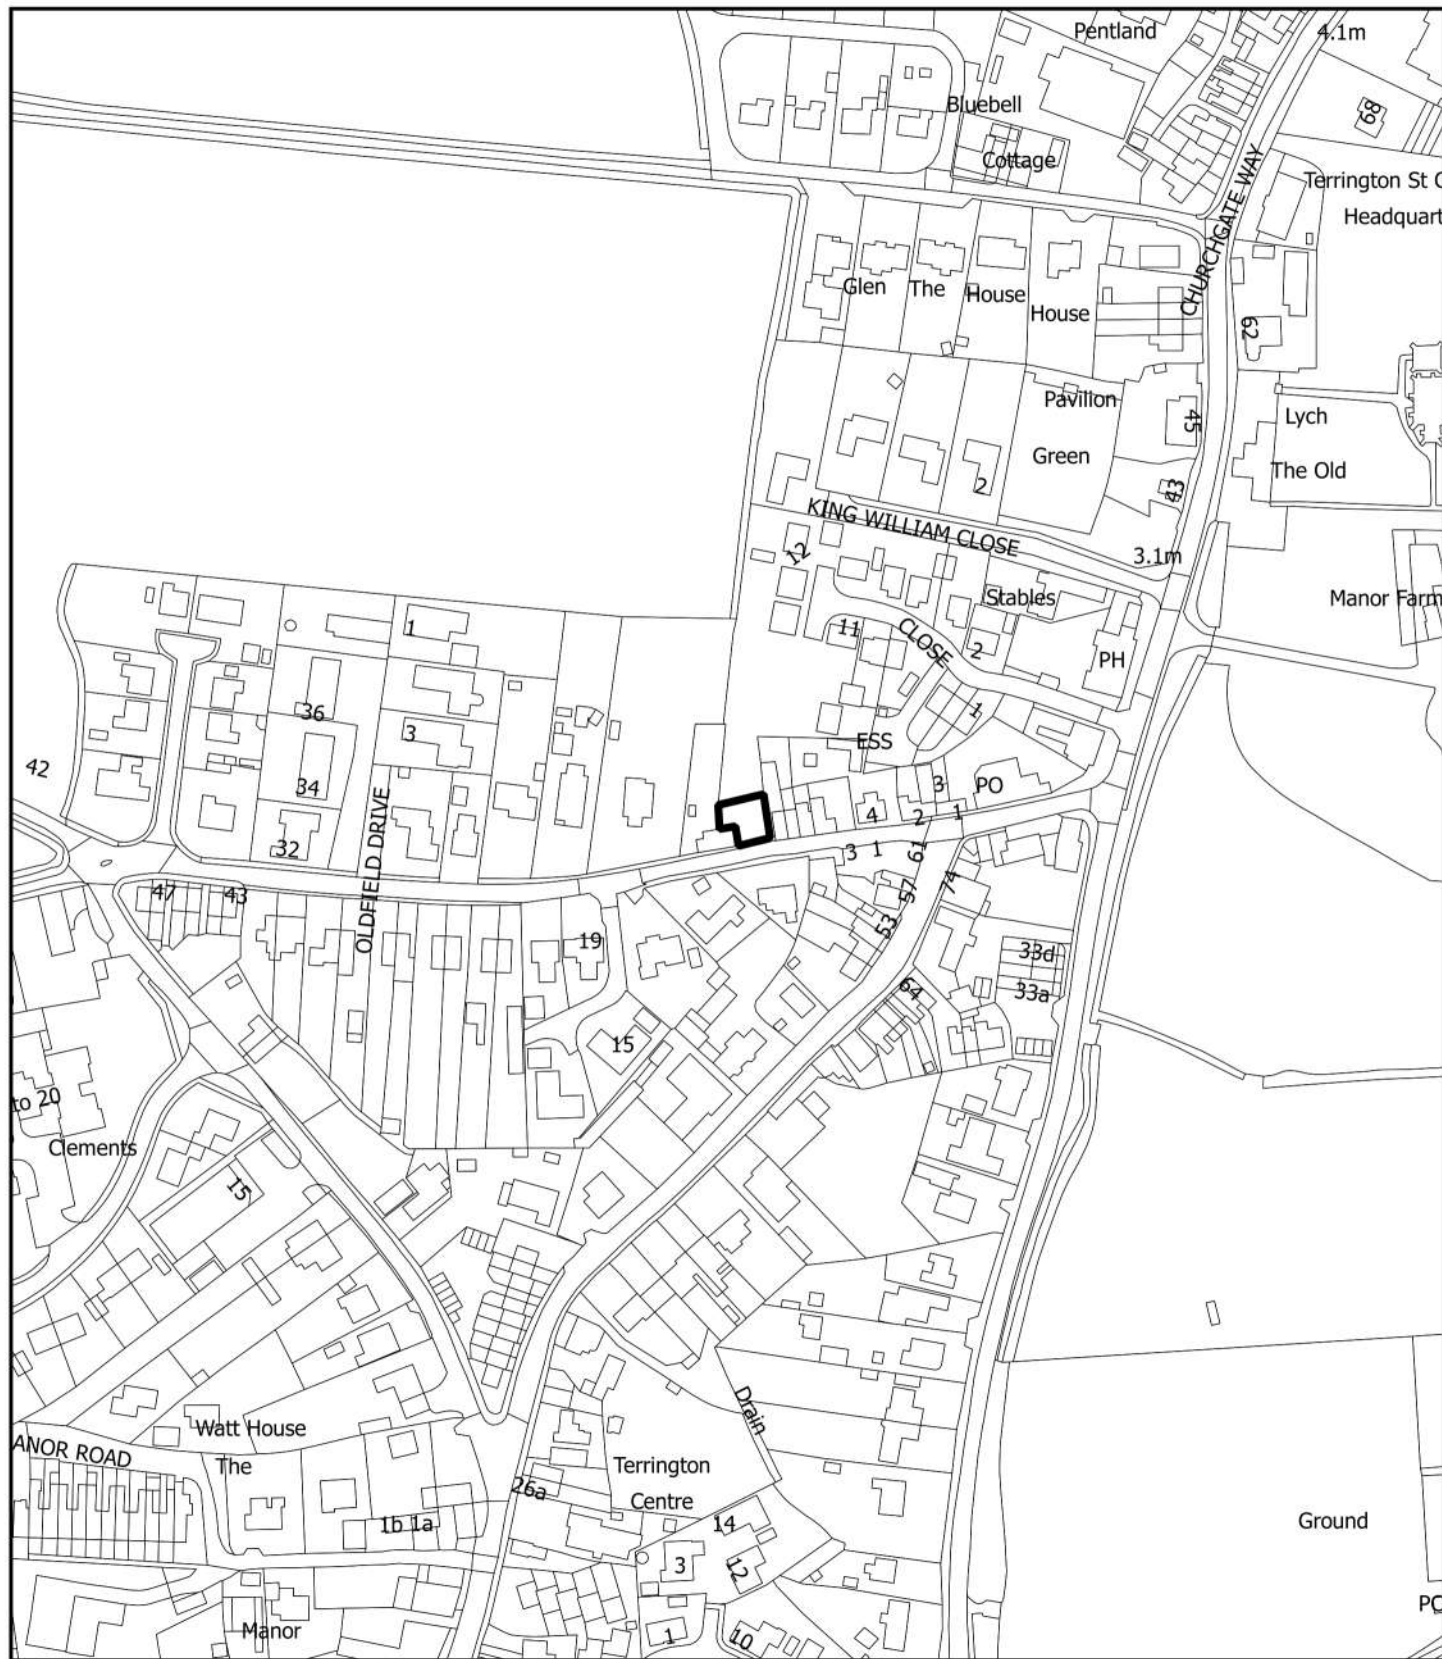 Pentland
4.1m
Bluebell
68
Cottage
CHURCHGATE WAY
Terrington St C
Headquart
Glen
The
House
House
62
Pavilion
45
Lych
Green
The Old
2
43
KING WILLIAM CLOSE
12
3.1m
Stables
Manor Farm
1
11
CLOSE
2
PH
36
1
3
ESS
42
34
3
PO
4
2
1
OLDFIELD DRIVE
32
3
1
61
47
43
57
74
53
19
33d
64
33a
15
to 20
Clements
15
Drain
Watt House
ANOR ROAD
The
Terrington
26a
Centre
1b 1a
14
Ground
3
12
PO
Manor
1
10